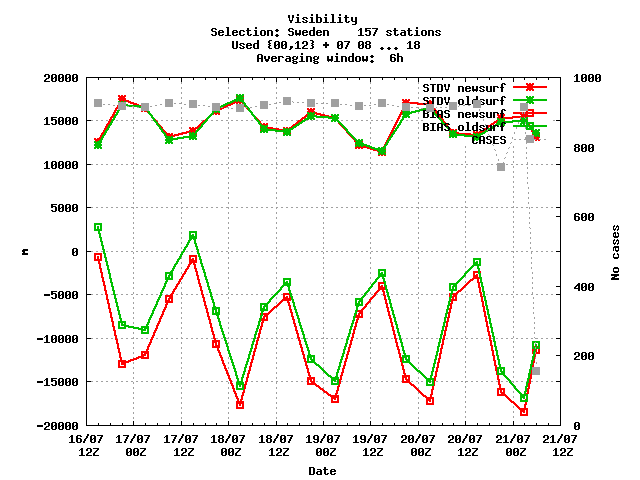 Visibility
Selection: Sweden 157 stations
Used {00,12} + 07 08 ... 18
Averaging window: 6h
20000
15000
10000
5000
0
-5000
-10000
-15000
-20000
m
1000
800
600
400
200
0
No cases
STDV newsurf
STDV oldsurf
BIAS newsurf
BIAS oldsurf
CASES
16/07 17/07 17/07 18/07 18/07 19/07 19/07 20/07 20/07 21/07 21/07
12Z 00Z 12Z 00Z 12Z 00Z 12Z 00Z 12Z 00Z 12Z
Date